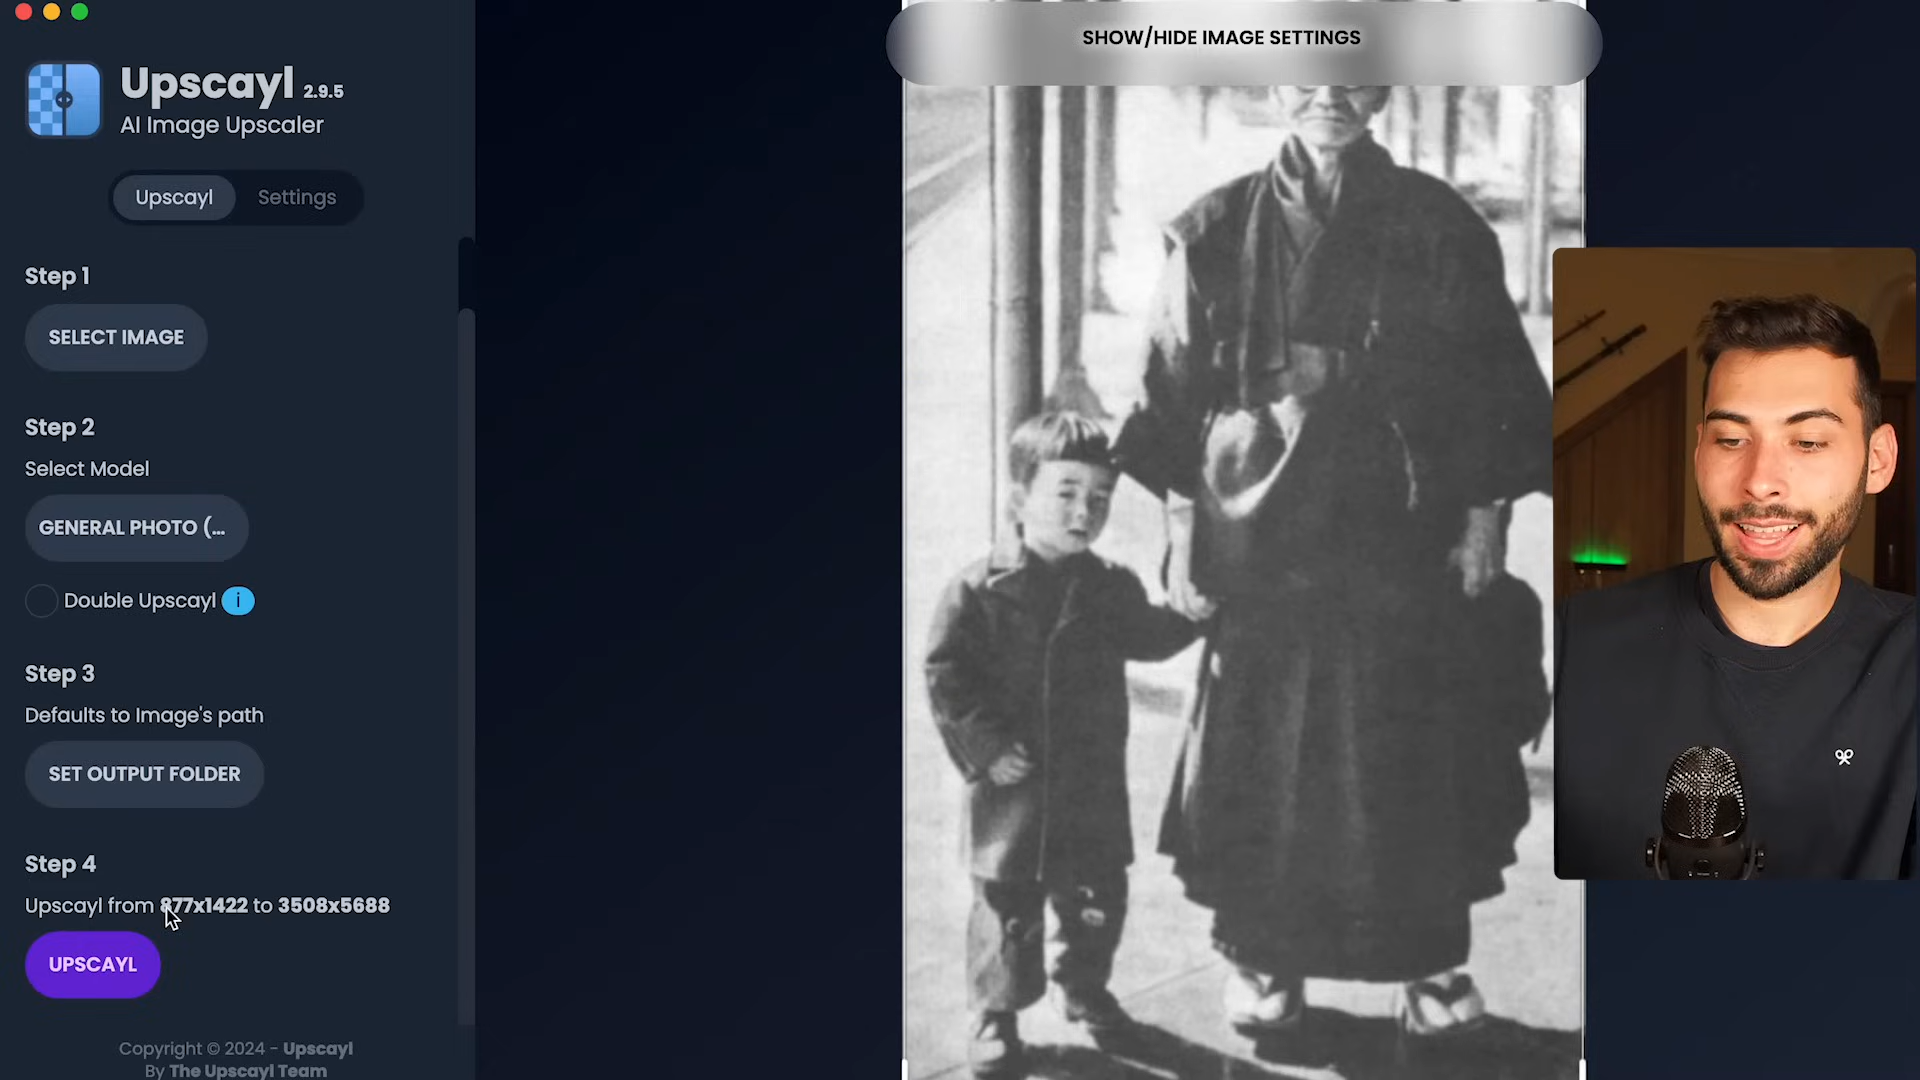 Upscayl 2.9.5
AI Image Upscaler
Upscayl Settings
Step 1
SELECT IMAGE
Step 2
Select Model
GENERAL PHOTO (...
Double Upscayl i
Step 3
Defaults to Image's path
SET OUTPUT FOLDER
Step 4
Upscayl from 877x1422 to 3508x5688
UPSCAYL
Copyright © 2024 - Upscayl
By The Upscayl Team
SHOW/HIDE IMAGE SETTINGS